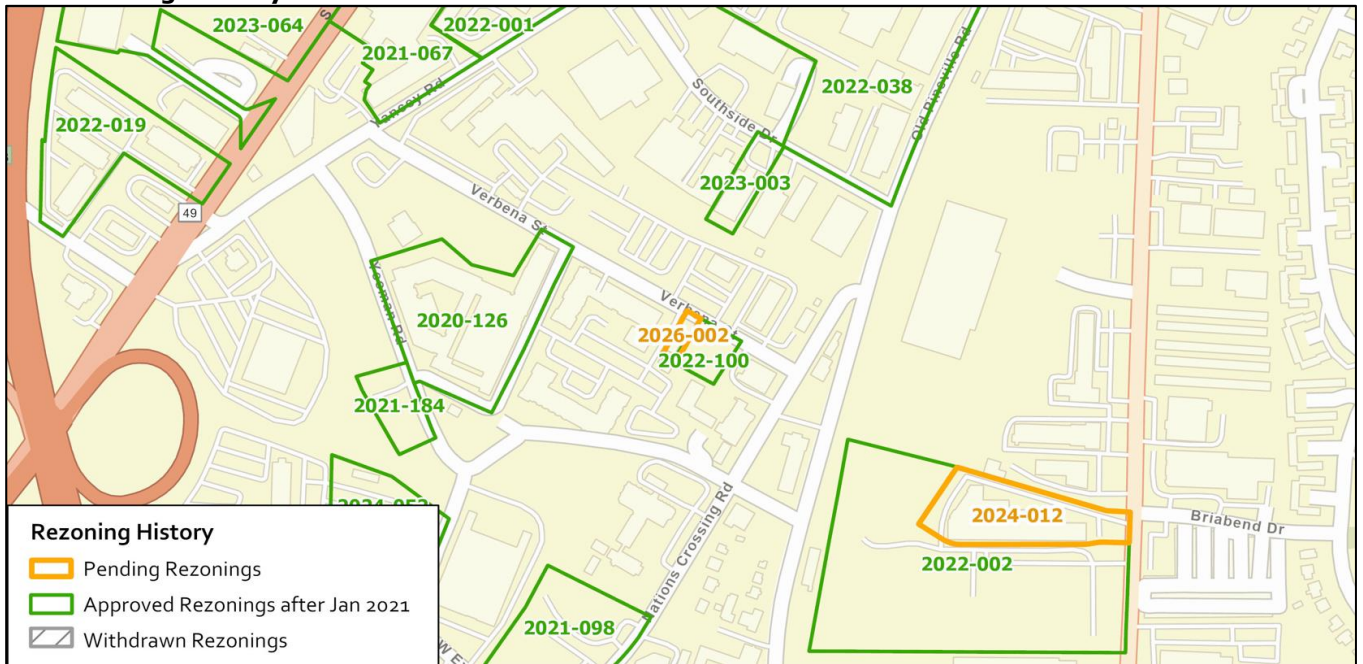 2023-064
2022-001
2021-067
2022-038
Yancey Rd
Southside Dr
Old Pineville Rd
2022-019
2023-003
49
Verbena St
Yeoman Rd
2020-126
2026-002
2022-100
2021-184
2024-012
Briabend Dr
2022-002
Nations Crossing Rd
2021-098
Rezoning History
Pending Rezonings
Approved Rezonings after Jan 2021
Withdrawn Rezonings